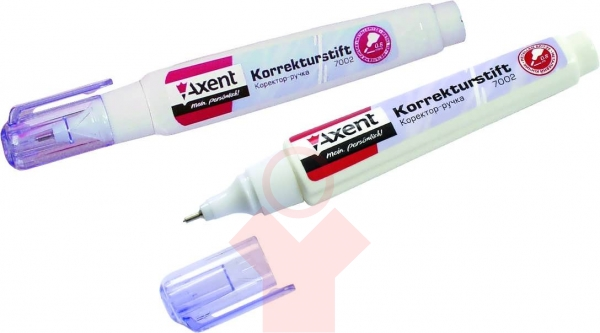 Axent
Mein persönlich!
Korrekturstift
Коректор-ручка
7002
Axent
Mein persönlich!
Korrekturstift
Коректор-ручка
7002